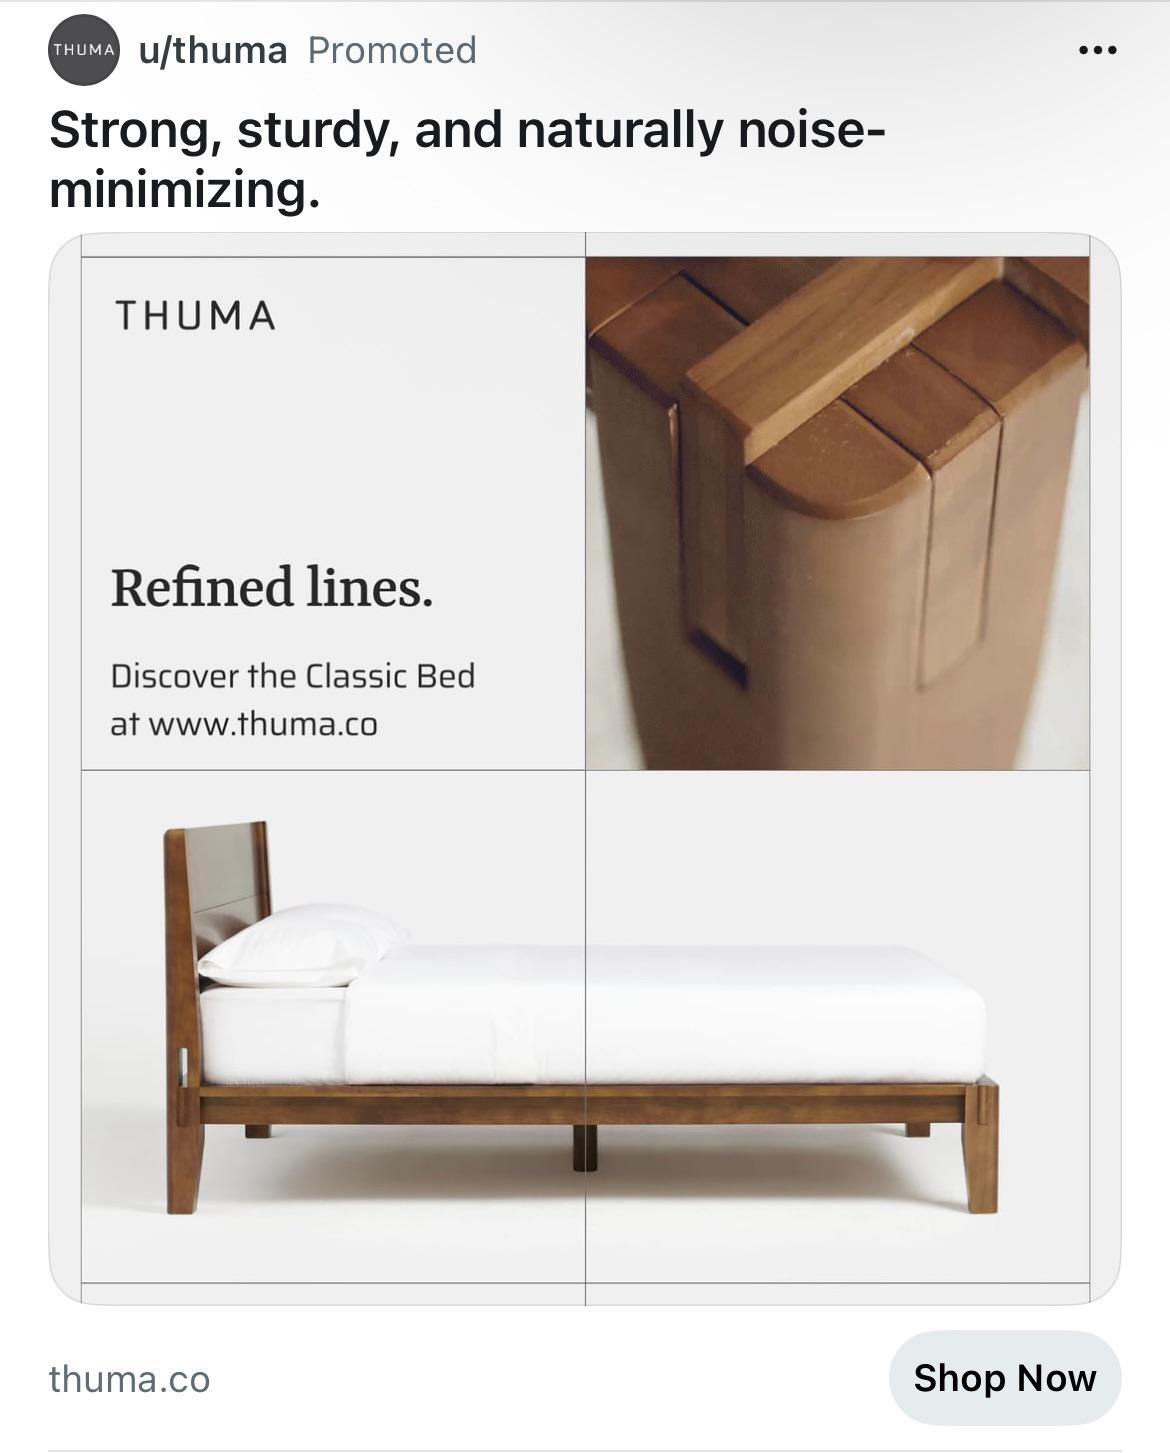 THUMA
u/thuma Promoted
Strong, sturdy, and naturally noise-
minimizing.
THUMA
Refined lines.
Discover the Classic Bed
at www.thuma.co
thuma.co
Shop Now